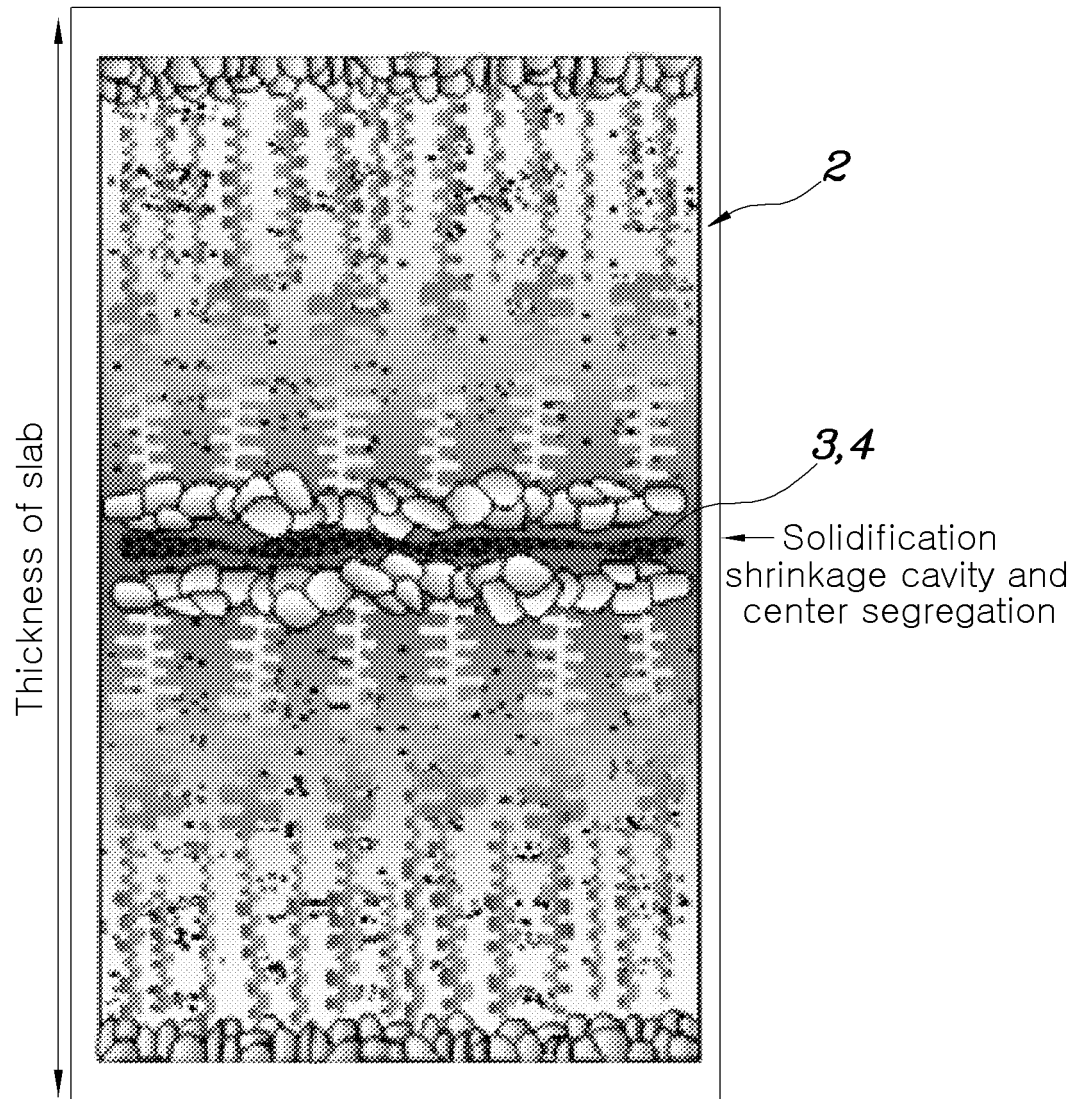 2
Thickness of slab
3,4
Solidification
shrinkage cavity and
center segregation